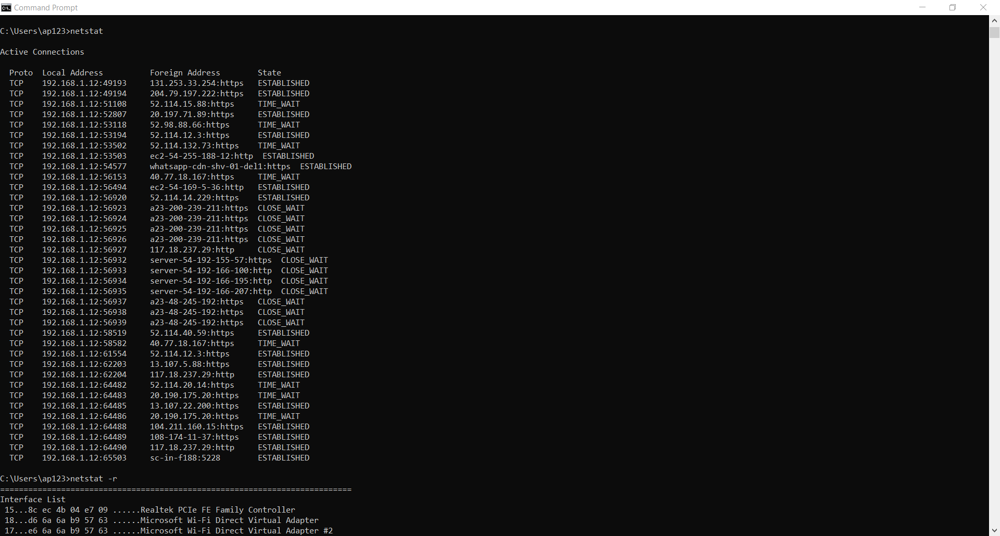 Command Prompt
C:\Users\ap123>netstat
Active Connections
  Proto  Local Address          Foreign Address        State
  TCP    192.168.1.12:49193     131.253.33.254:https   ESTABLISHED
  TCP    192.168.1.12:49194     204.79.197.222:https   ESTABLISHED
  TCP    192.168.1.12:51108     52.114.15.88:https     TIME_WAIT
  TCP    192.168.1.12:52807     20.197.71.89:https     ESTABLISHED
  TCP    192.168.1.12:53118     52.98.88.66:https      TIME_WAIT
  TCP    192.168.1.12:53194     52.114.12.3:https      ESTABLISHED
  TCP    192.168.1.12:53502     52.114.132.73:https    TIME_WAIT
  TCP    192.168.1.12:53503     ec2-54-255-188-12:http  ESTABLISHED
  TCP    192.168.1.12:54577     whatsapp-cdn-shv-01-del1:https  ESTABLISHED
  TCP    192.168.1.12:56153     40.77.18.167:https     TIME_WAIT
  TCP    192.168.1.12:56494     ec2-54-169-5-36:http   ESTABLISHED
  TCP    192.168.1.12:56920     52.114.14.229:https    ESTABLISHED
  TCP    192.168.1.12:56923     a23-200-239-211:https  CLOSE_WAIT
  TCP    192.168.1.12:56924     a23-200-239-211:https  CLOSE_WAIT
  TCP    192.168.1.12:56925     a23-200-239-211:https  CLOSE_WAIT
  TCP    192.168.1.12:56926     a23-200-239-211:https  CLOSE_WAIT
  TCP    192.168.1.12:56927     117.18.237.29:http     CLOSE_WAIT
  TCP    192.168.1.12:56932     server-54-192-155-57:https  CLOSE_WAIT
  TCP    192.168.1.12:56933     server-54-192-166-100:http  CLOSE_WAIT
  TCP    192.168.1.12:56934     server-54-192-166-195:http  CLOSE_WAIT
  TCP    192.168.1.12:56935     server-54-192-166-207:http  CLOSE_WAIT
  TCP    192.168.1.12:56937     a23-48-245-192:https   CLOSE_WAIT
  TCP    192.168.1.12:56938     a23-48-245-192:https   CLOSE_WAIT
  TCP    192.168.1.12:56939     a23-48-245-192:https   CLOSE_WAIT
  TCP    192.168.1.12:58519     52.114.40.59:https     ESTABLISHED
  TCP    192.168.1.12:58582     40.77.18.167:https     TIME_WAIT
  TCP    192.168.1.12:61554     52.114.12.3:https      ESTABLISHED
  TCP    192.168.1.12:62203     13.107.5.88:https      ESTABLISHED
  TCP    192.168.1.12:62204     117.18.237.29:http     ESTABLISHED
  TCP    192.168.1.12:64482     52.114.20.14:https     TIME_WAIT
  TCP    192.168.1.12:64483     20.190.175.20:https    TIME_WAIT
  TCP    192.168.1.12:64485     13.107.22.200:https    ESTABLISHED
  TCP    192.168.1.12:64486     20.190.175.20:https    TIME_WAIT
  TCP    192.168.1.12:64488     104.211.160.15:https   ESTABLISHED
  TCP    192.168.1.12:64489     108-174-11-37:https    ESTABLISHED
  TCP    192.168.1.12:64490     117.18.237.29:http     ESTABLISHED
  TCP    192.168.1.12:65503     sc-in-f188:5228        ESTABLISHED
C:\Users\ap123>netstat -r
===========================================================================
Interface List
 15...8c ec 4b 04 e7 09 ......Realtek PCIe FE Family Controller
 18...d6 6a 6a b9 57 63 ......Microsoft Wi-Fi Direct Virtual Adapter
 17...e6 6a 6a b9 57 63 ......Microsoft Wi-Fi Direct Virtual Adapter #2